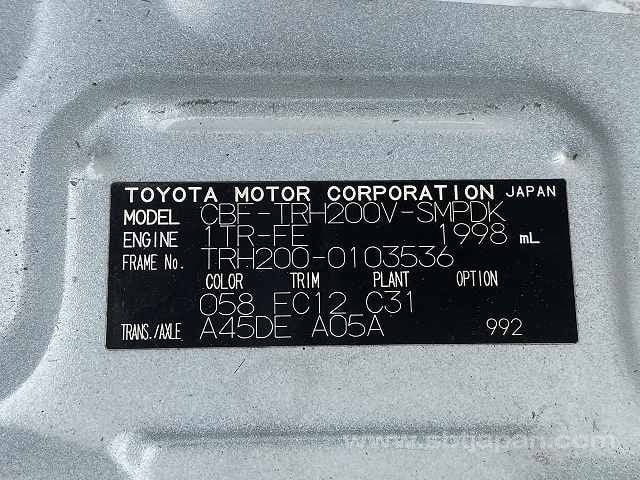 TOYOTA MOTOR CORPORATION JAPAN
MODEL CBF-TRH200V-SMPDK
ENGINE 1TR-FE 1998 mL
FRAME No. TRH200-0103536
COLOR TRIM PLANT OPTION
058 FC12 C31
TRANS./AXLE A45DE A05A 992
www.sbtjapan.com